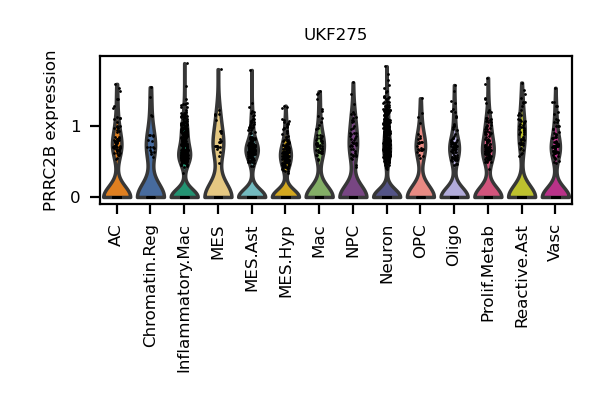 UKF275
PRRC2B expression
1
0
AC
Chromatin.Reg
Inflammatory.Mac
MES
MES.Ast
MES.Hyp
Mac
NPC
Neuron
OPC
Oligo
Prolif.Metab
Reactive.Ast
Vasc